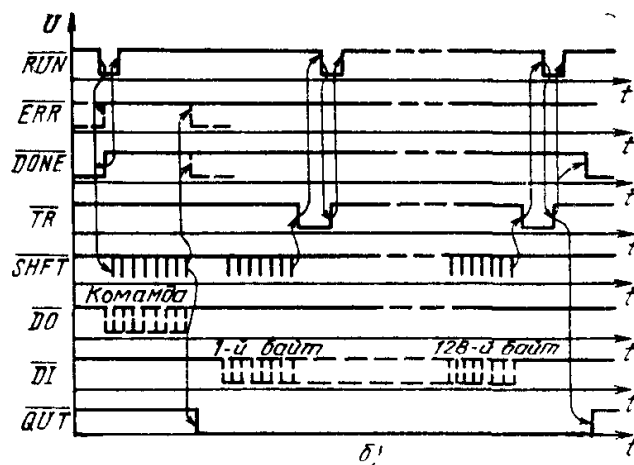 U
RUN
t
ERR
t
DONE
t
TR
t
SHFT
t
Команда
DO
t
1-й байт 128-й байт
DI
t
QUT
t
б)